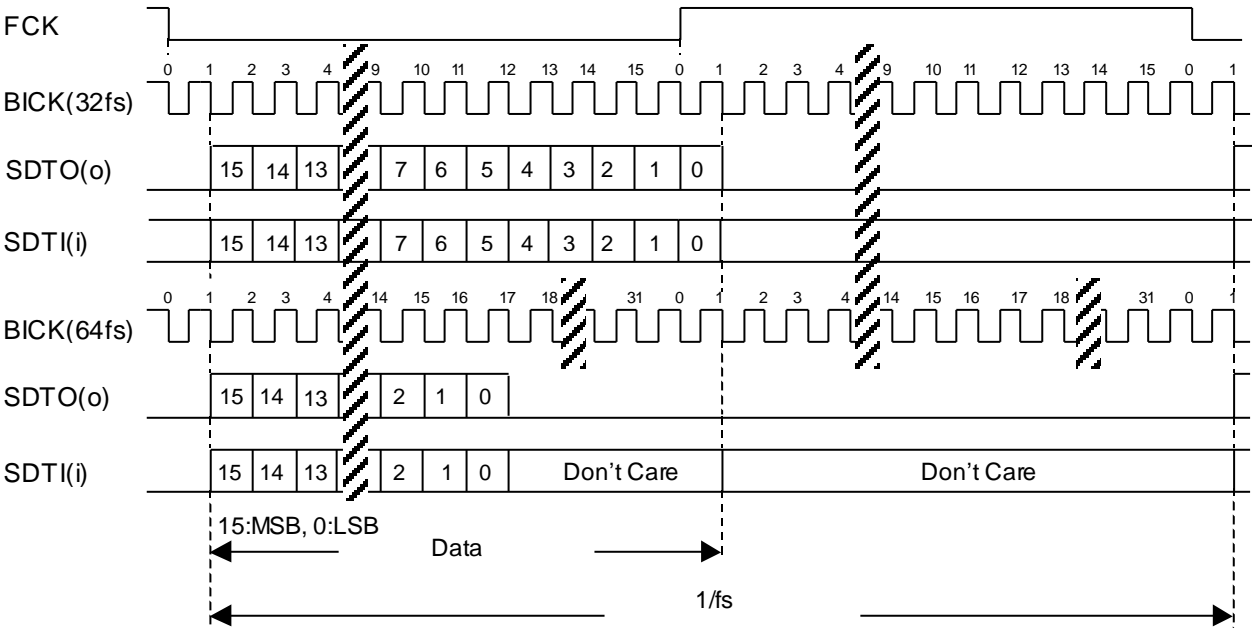 FCK
0 1 2 3 4 9 10 11 12 13 14 15 0 1 2 3 4 9 10 11 12 13 14 15 0 1
BICK(32fs)
SDTO(o) 15 14 13 7 6 5 4 3 2 1 0
SDTI(i) 15 14 13 7 6 5 4 3 2 1 0
0 1 2 3 4 14 15 16 17 18 31 0 1 2 3 4 14 15 16 17 18 31 0 1
BICK(64fs)
SDTO(o) 15 14 13 2 1 0
SDTI(i) 15 14 13 2 1 0 Don't Care Don't Care
15:MSB, 0:LSB
Data
1/fs